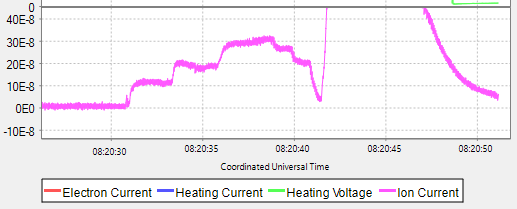 0
40E-8
30E-8
20E-8
10E-8
0E0
-10E-8
08:20:30 08:20:35 08:20:40 08:20:45 08:20:50
Coordinated Universal Time
Electron Current Heating Current Heating Voltage Ion Current